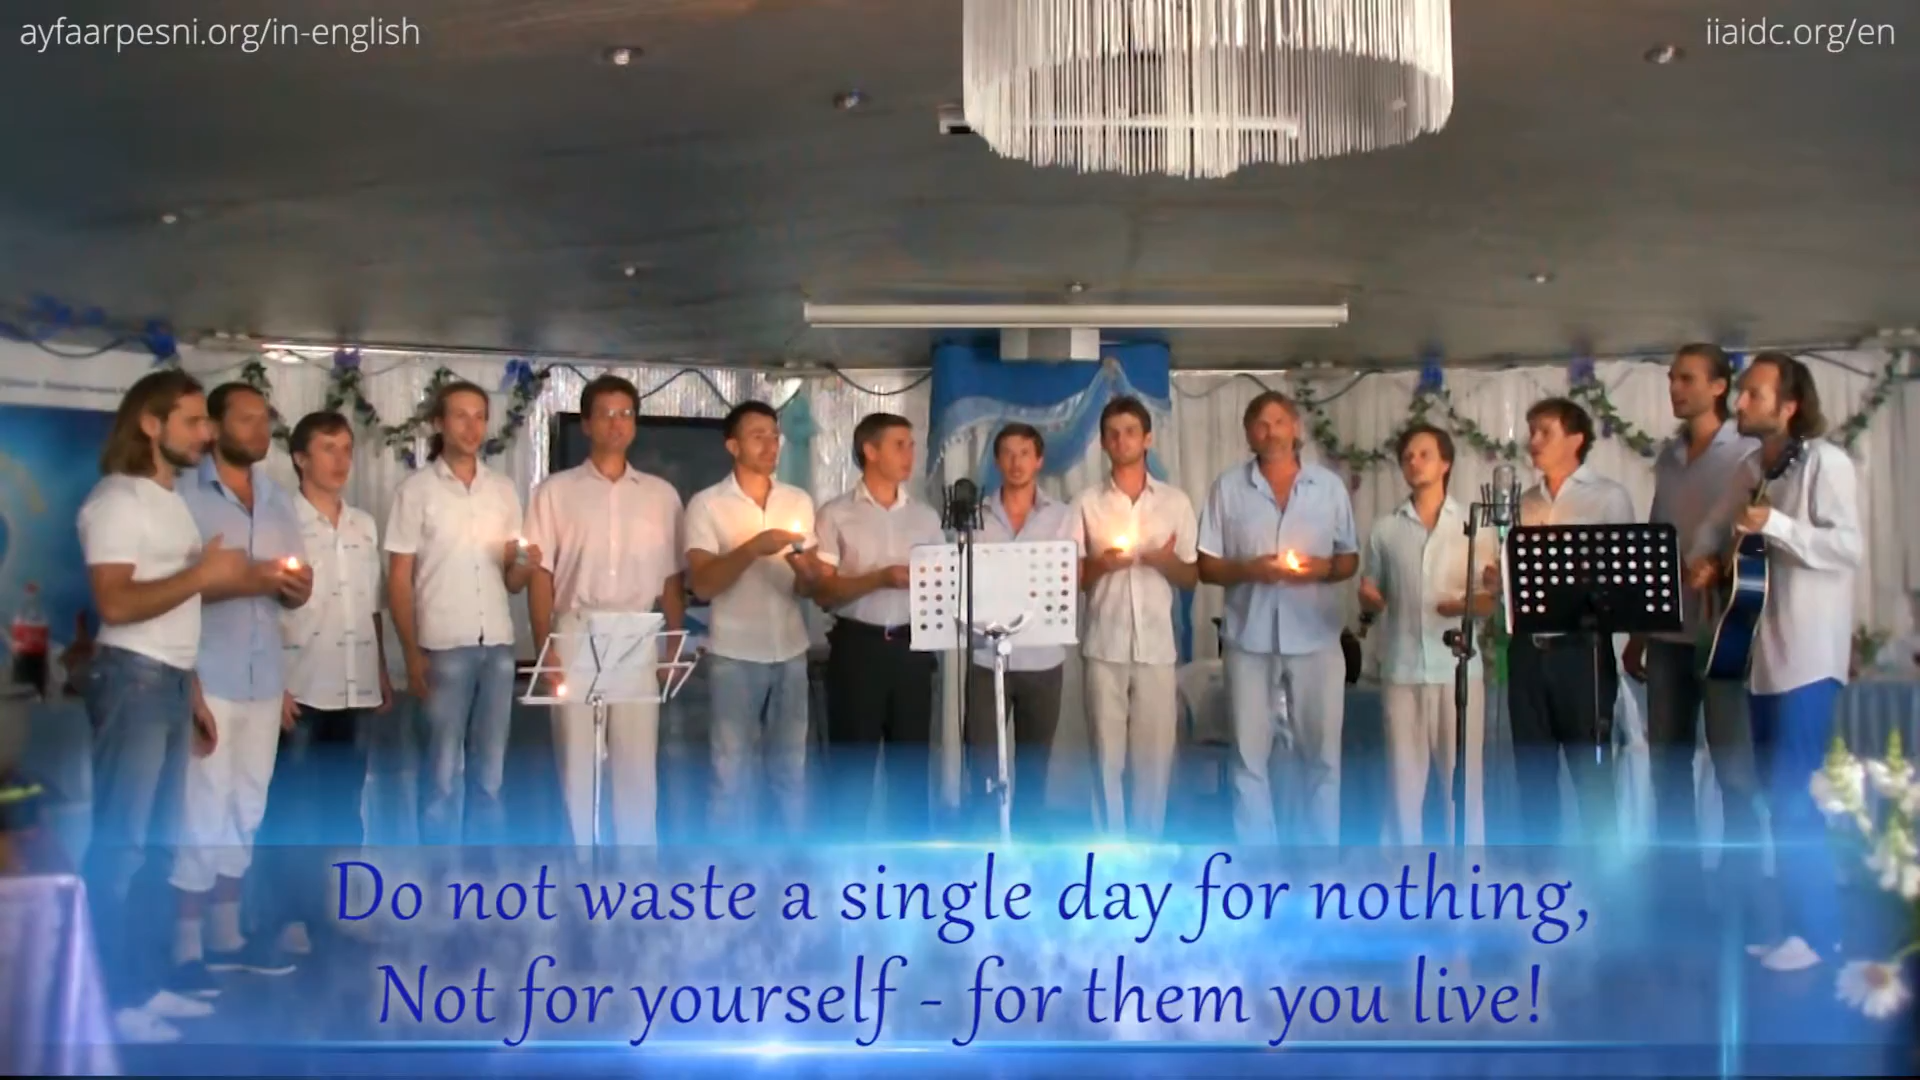 ayfaarpesni.org/in-english
iiaidc.org/en
Do not waste a single day for nothing,
Not for yourself - for them you live!